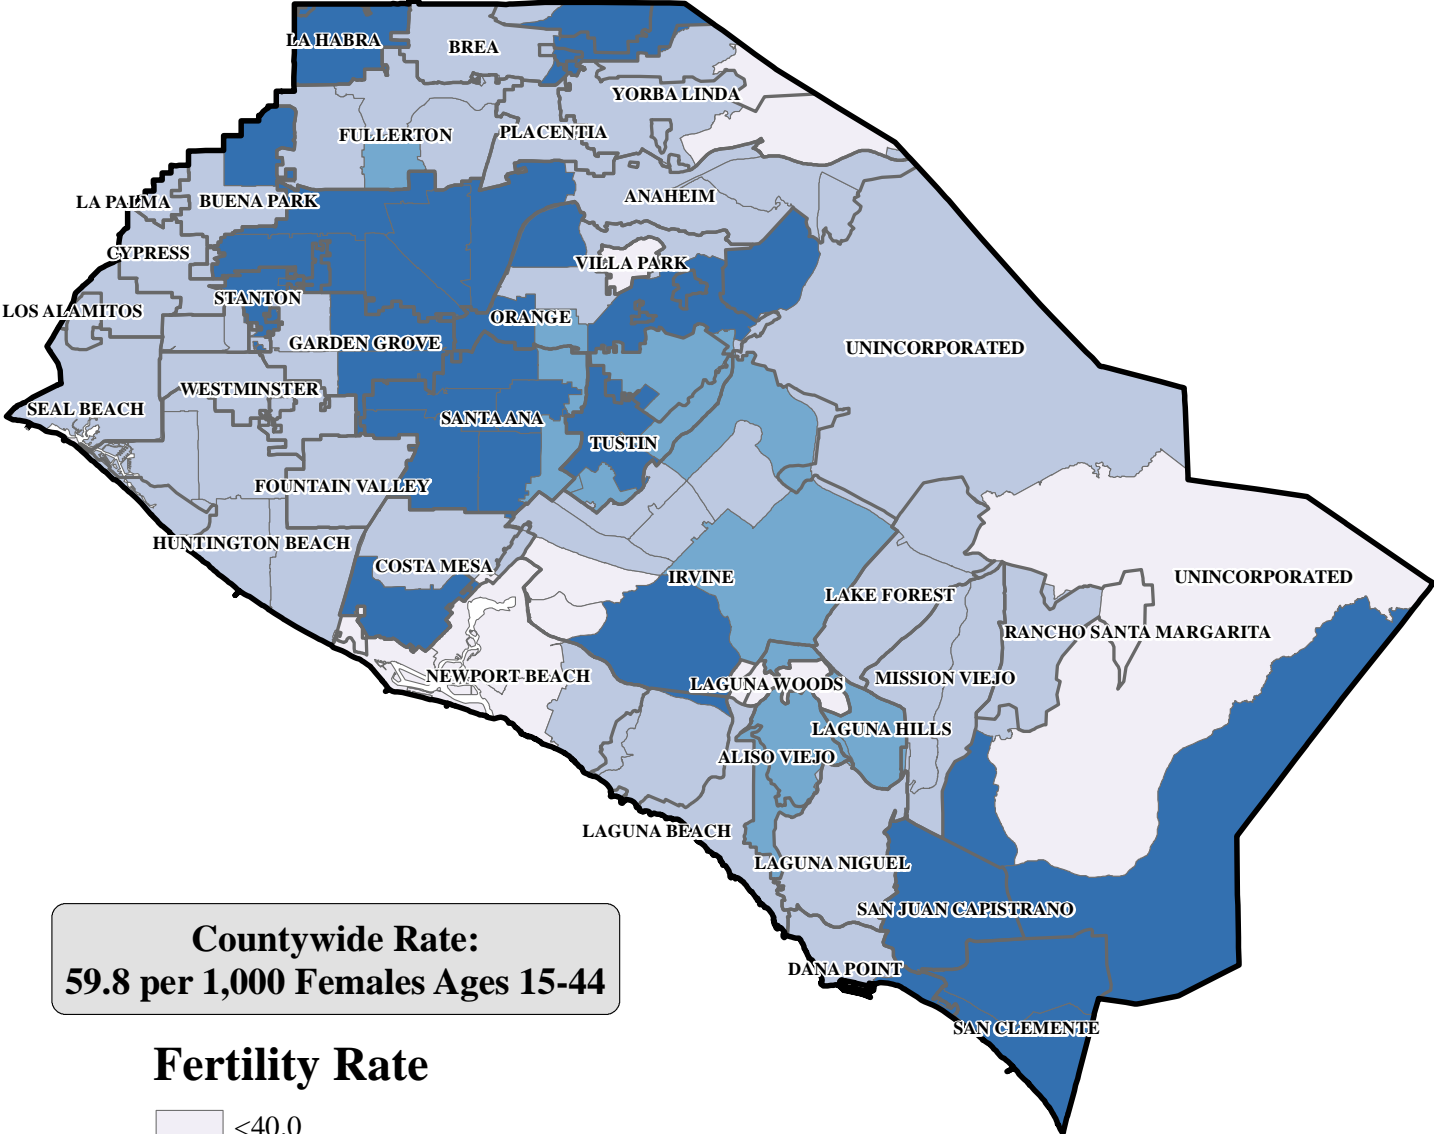 LA HABRA
BREA
YORBA LINDA
FULLERTON
PLACENTIA
LA PALMA
BUENA PARK
ANAHEIM
CYPRESS
VILLA PARK
STANTON
LOS ALAMITOS
ORANGE
GARDEN GROVE
UNINCORPORATED
WESTMINSTER
SEAL BEACH
SANTA ANA
TUSTIN
FOUNTAIN VALLEY
HUNTINGTON BEACH
COSTA MESA
IRVINE
UNINCORPORATED
LAKE FOREST
RANCHO SANTA MARGARITA
NEWPORT BEACH
LAGUNA WOODS
MISSION VIEJO
LAGUNA HILLS
ALISO VIEJO
LAGUNA BEACH
LAGUNA NIGUEL
SAN JUAN CAPISTRANO
DANA POINT
SAN CLEMENTE
Countywide Rate:
59.8 per 1,000 Females Ages 15-44
Fertility Rate
<40.0